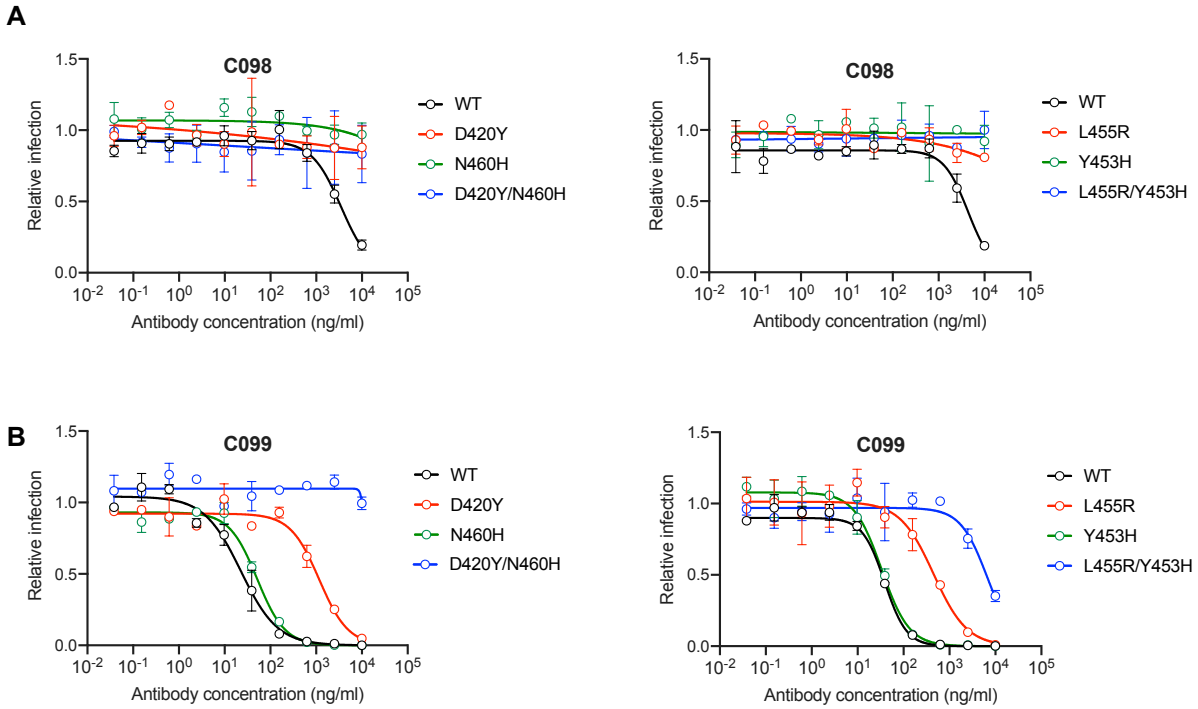 A
C098
1.5
1.0
0.5
0.0
Relative infection
10-2 10-1 100 101 102 103 104 105
Antibody concentration (ng/ml)
WT
D420Y
N460H
D420Y/N460H
C098
1.5
1.0
0.5
0.0
Relative infection
10-2 10-1 100 101 102 103 104 105
Antibody concentration (ng/ml)
WT
L455R
Y453H
L455R/Y453H
B
C099
1.5
1.0
0.5
0.0
Relative infection
10-2 10-1 100 101 102 103 104 105
Antibody concentration (ng/ml)
WT
D420Y
N460H
D420Y/N460H
C099
1.5
1.0
0.5
0.0
Relative infection
10-2 10-1 100 101 102 103 104 105
Antibody concentration (ng/ml)
WT
L455R
Y453H
L455R/Y453H